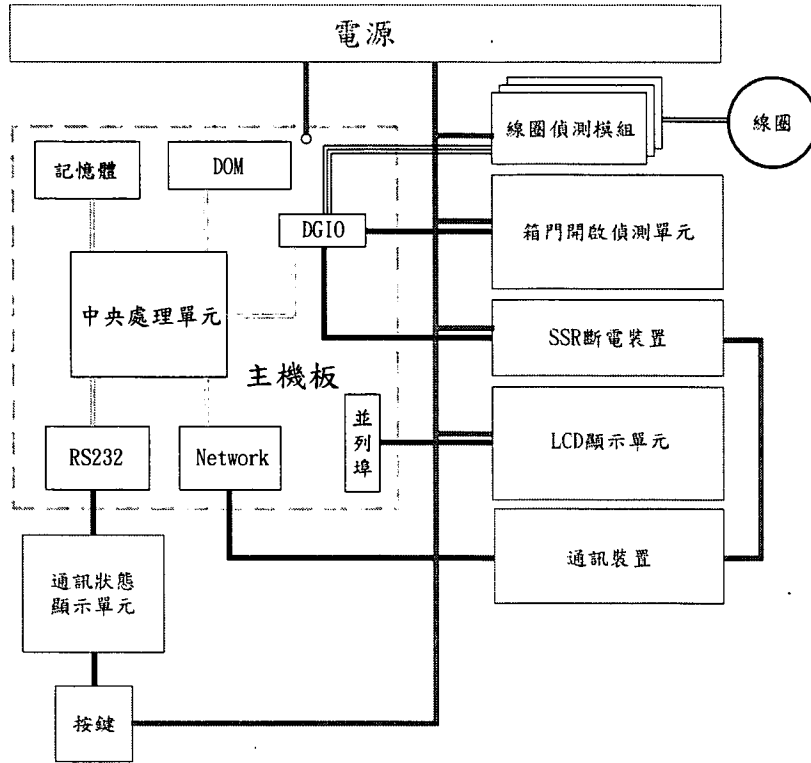 電源
線圈偵測模組
線圈
記憶體
DOM
DGIO
箱門開啟偵測單元
中央處理單元
SSR斷電裝置
主機板
並
列
埠
LCD顯示單元
RS232
Network
通訊裝置
通訊狀態
顯示單元
按鍵